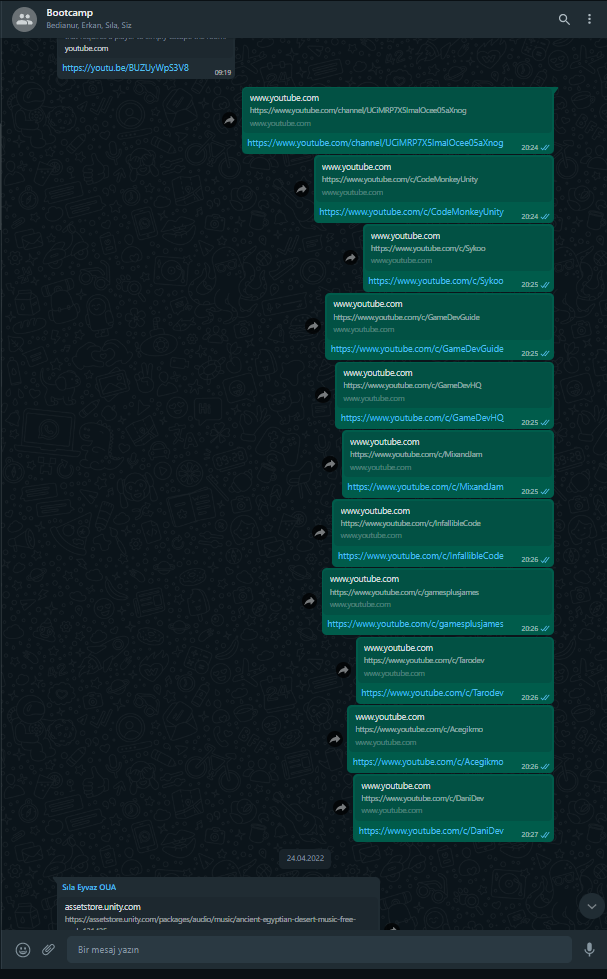 Bootcamp
Bedianur, Erkan, Sıla, Siz
youtube.com
https://youtu.be/BUZUyWpS3V8
09:19
www.youtube.com
https://www.youtube.com/channel/UCiMRP7X5ImalOcee05aXnog
www.youtube.com
https://www.youtube.com/channel/UCiMRP7X5ImalOcee05aXnog
20:24
www.youtube.com
https://www.youtube.com/c/CodeMonkeyUnity
www.youtube.com
https://www.youtube.com/c/CodeMonkeyUnity
20:24
www.youtube.com
https://www.youtube.com/c/Sykoo
www.youtube.com
https://www.youtube.com/c/Sykoo
20:25
www.youtube.com
https://www.youtube.com/c/GameDevGuide
www.youtube.com
https://www.youtube.com/c/GameDevGuide
20:25
www.youtube.com
https://www.youtube.com/c/GameDevHQ
www.youtube.com
https://www.youtube.com/c/GameDevHQ
20:25
www.youtube.com
https://www.youtube.com/c/MixandJam
www.youtube.com
https://www.youtube.com/c/MixandJam
20:25
www.youtube.com
https://www.youtube.com/c/InfallibleCode
www.youtube.com
https://www.youtube.com/c/InfallibleCode
20:26
www.youtube.com
https://www.youtube.com/c/gamesplusjames
www.youtube.com
https://www.youtube.com/c/gamesplusjames
20:26
www.youtube.com
https://www.youtube.com/c/Tarodev
www.youtube.com
https://www.youtube.com/c/Tarodev
20:26
www.youtube.com
https://www.youtube.com/c/Acegikmo
www.youtube.com
https://www.youtube.com/c/Acegikmo
20:26
www.youtube.com
https://www.youtube.com/c/DaniDev
www.youtube.com
https://www.youtube.com/c/DaniDev
20:27
24.04.2022
Sıla Eyvaz OUA
assetstore.unity.com
https://assetstore.unity.com/packages/audio/music/ancient-egyptian-desert-music-free-
Bir mesaj yazın